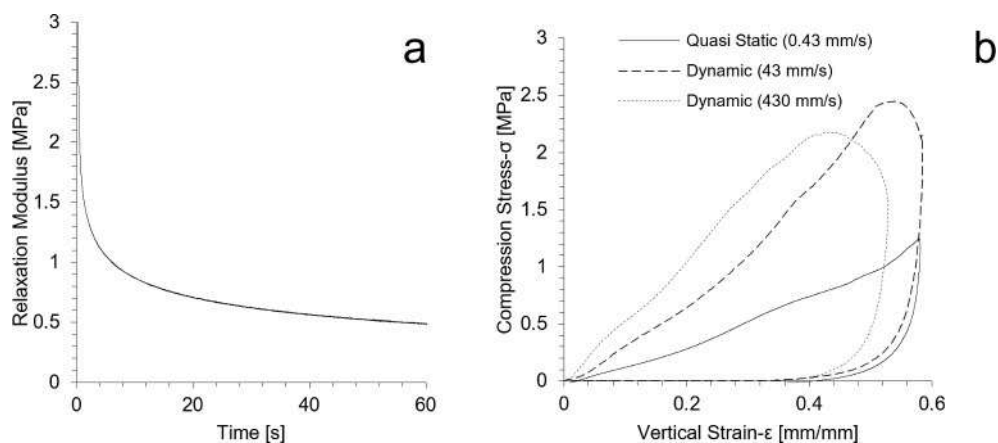 a
Relaxation Modulus [MPa]
3
2.5
2
1.5
1
0.5
0
0 20 40 60
Time [s]
b
Quasi Static (0.43 mm/s)
Dynamic (43 mm/s)
Dynamic (430 mm/s)
Compression Stress-σ [MPa]
3
2.5
2
1.5
1
0.5
0
0 0.2 0.4 0.6
Vertical Strain-ε [mm/mm]